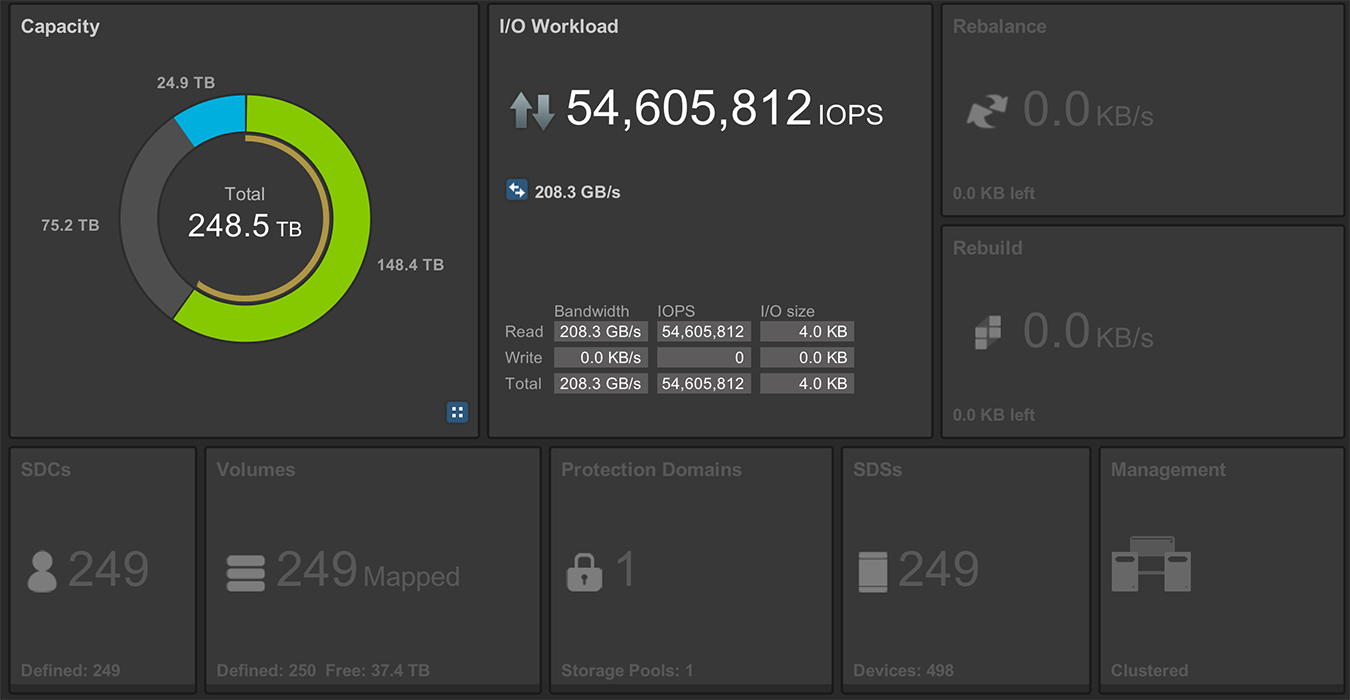 Capacity
24.9 TB
Total
248.5 TB
75.2 TB
148.4 TB
I/O Workload
54,605,812 IOPS
208.3 GB/s
Bandwidth IOPS I/O size
Read 208.3 GB/s 54,605,812 4.0 KB
Write 0.0 KB/s 0 0.0 KB
Total 208.3 GB/s 54,605,812 4.0 KB
Rebalance
0.0 KB/s
0.0 KB left
Rebuild
0.0 KB/s
0.0 KB left
SDCs
249
Defined: 249
Volumes
249 Mapped
Defined: 250 Free: 37.4 TB
Protection Domains
1
Storage Pools: 1
SDSs
249
Devices: 498
Management
Clustered